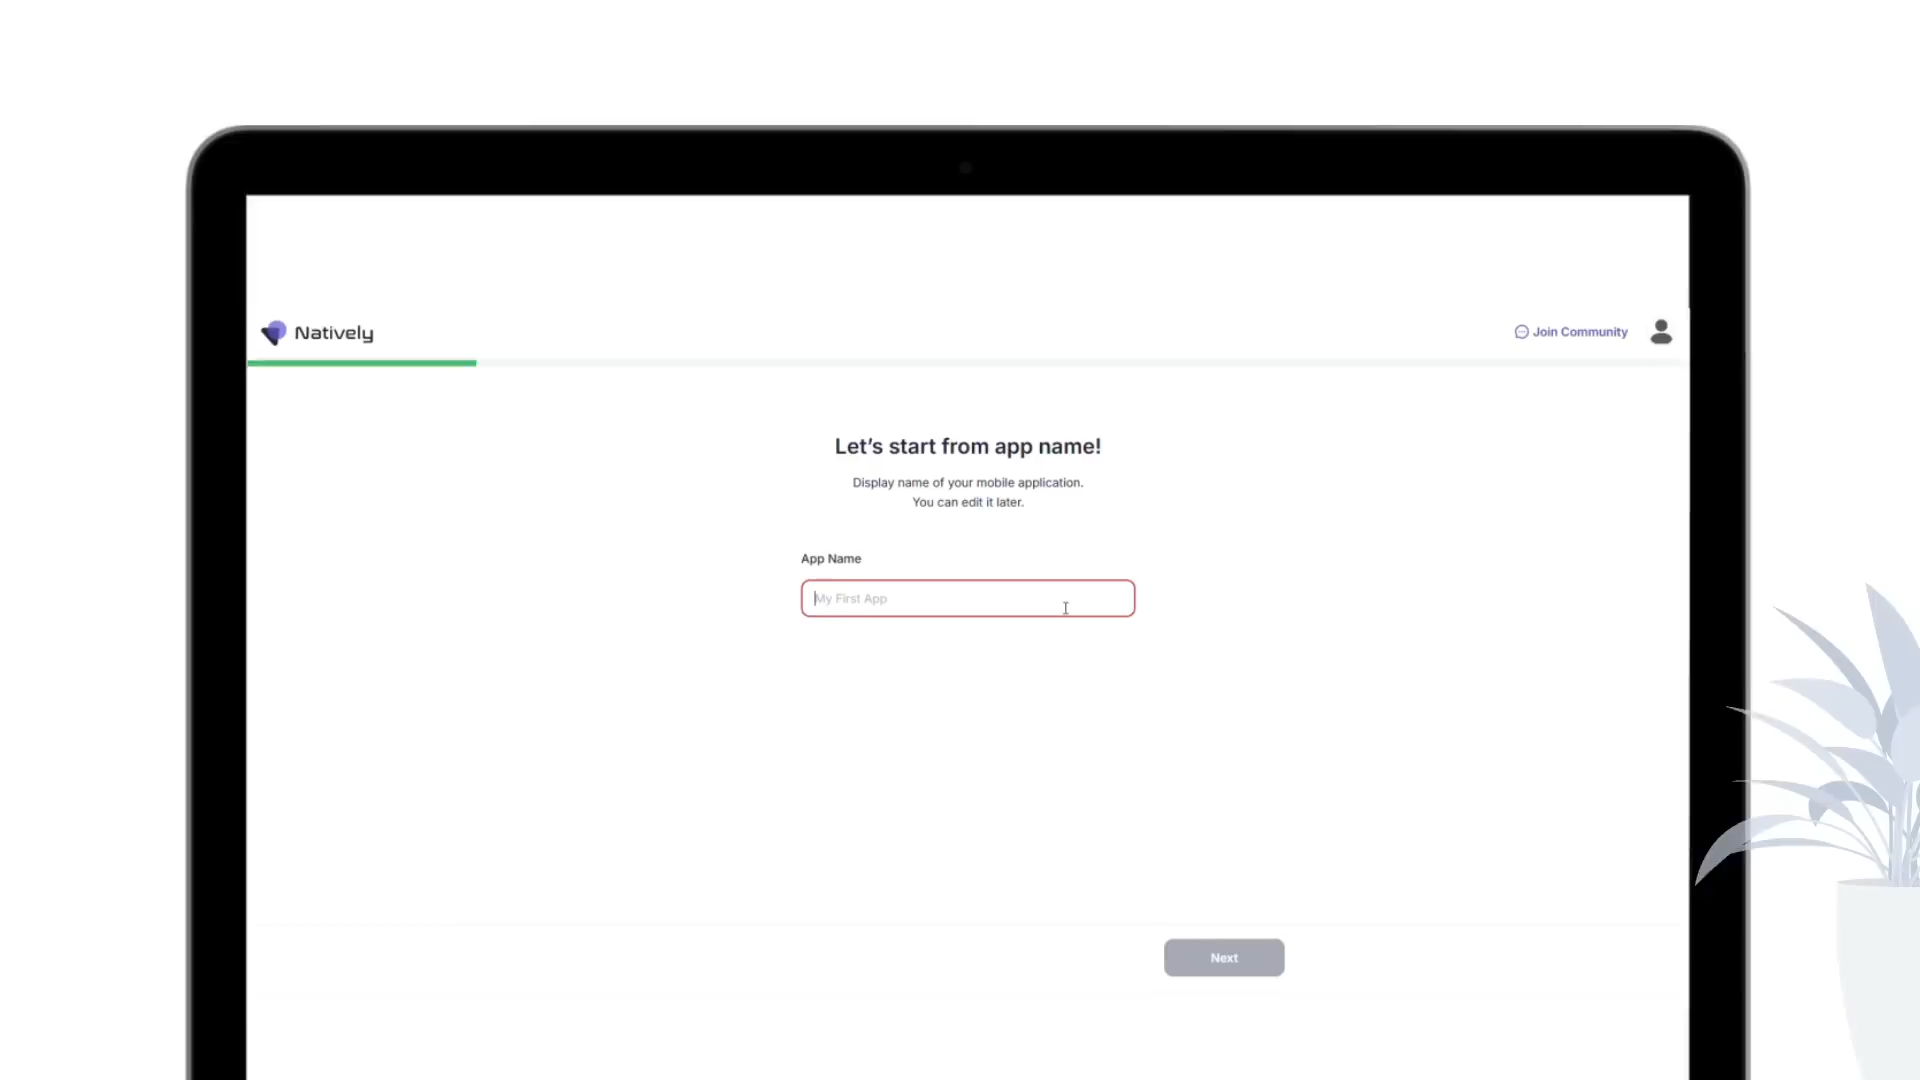 Natively
Join Community
Let's start from app name!
Display name of your mobile application.
You can edit it later.
App Name
My First App
Next